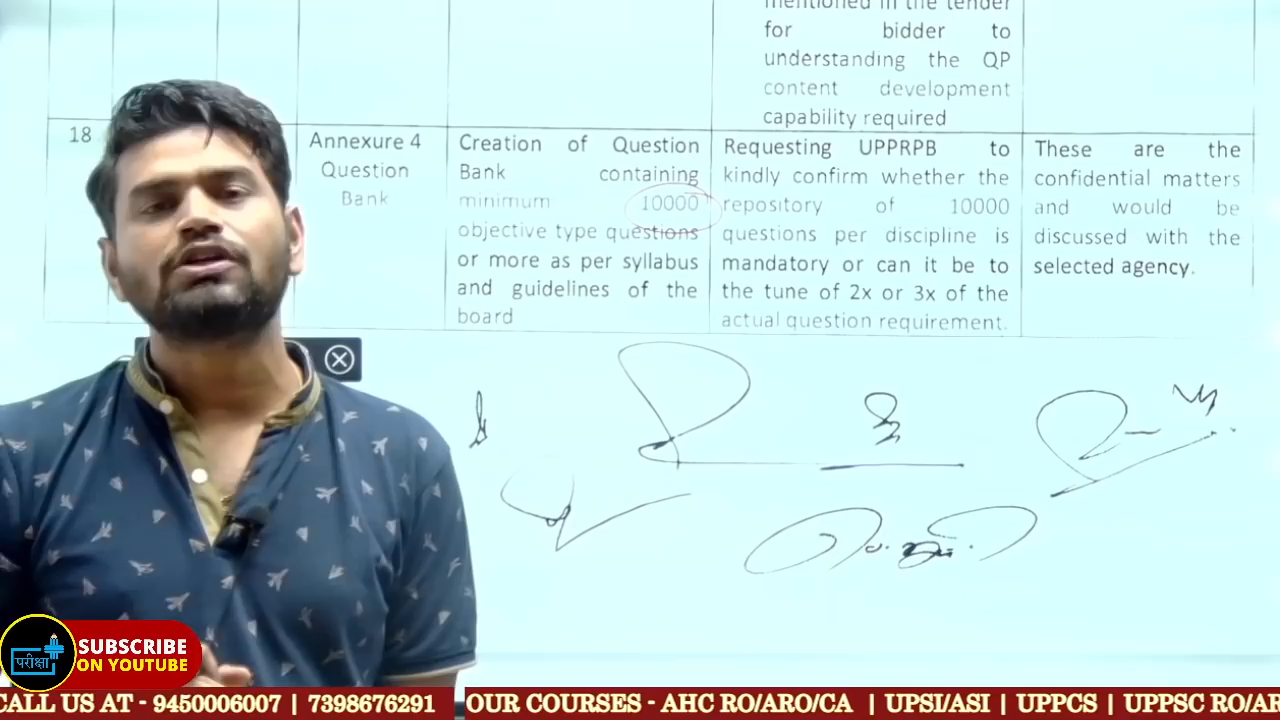 mentioned in the tender
for bidder to
understanding the QP
content development
capability required
18
Annexure 4
Question
Bank
Creation of Question
Bank containing
minimum 10000
objective type questions
or more as per syllabus
and guidelines of the
board
Requesting UPPRPB to
kindly confirm whether the
repository of 10000
questions per discipline is
mandatory or can it be to
the tune of 2x or 3x of the
actual question requirement.
These are the
confidential matters
and would be
discussed with the
selected agency.
परीक्षा
SUBSCRIBE
ON YOUTUBE
CALL US AT - 9450006007 | 7398676291 OUR COURSES - AHC RO/ARO/CA | UPSI/ASI | UPPCS | UPPSC RO/AR